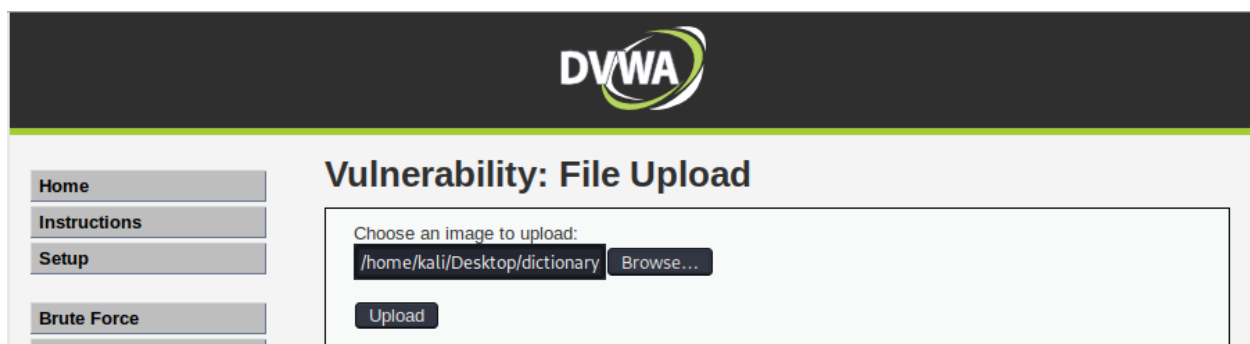 DVWA
Vulnerability: File Upload
Home
Instructions
Setup
Brute Force
Choose an image to upload:
/home/kali/Desktop/dictionary Browse...
Upload